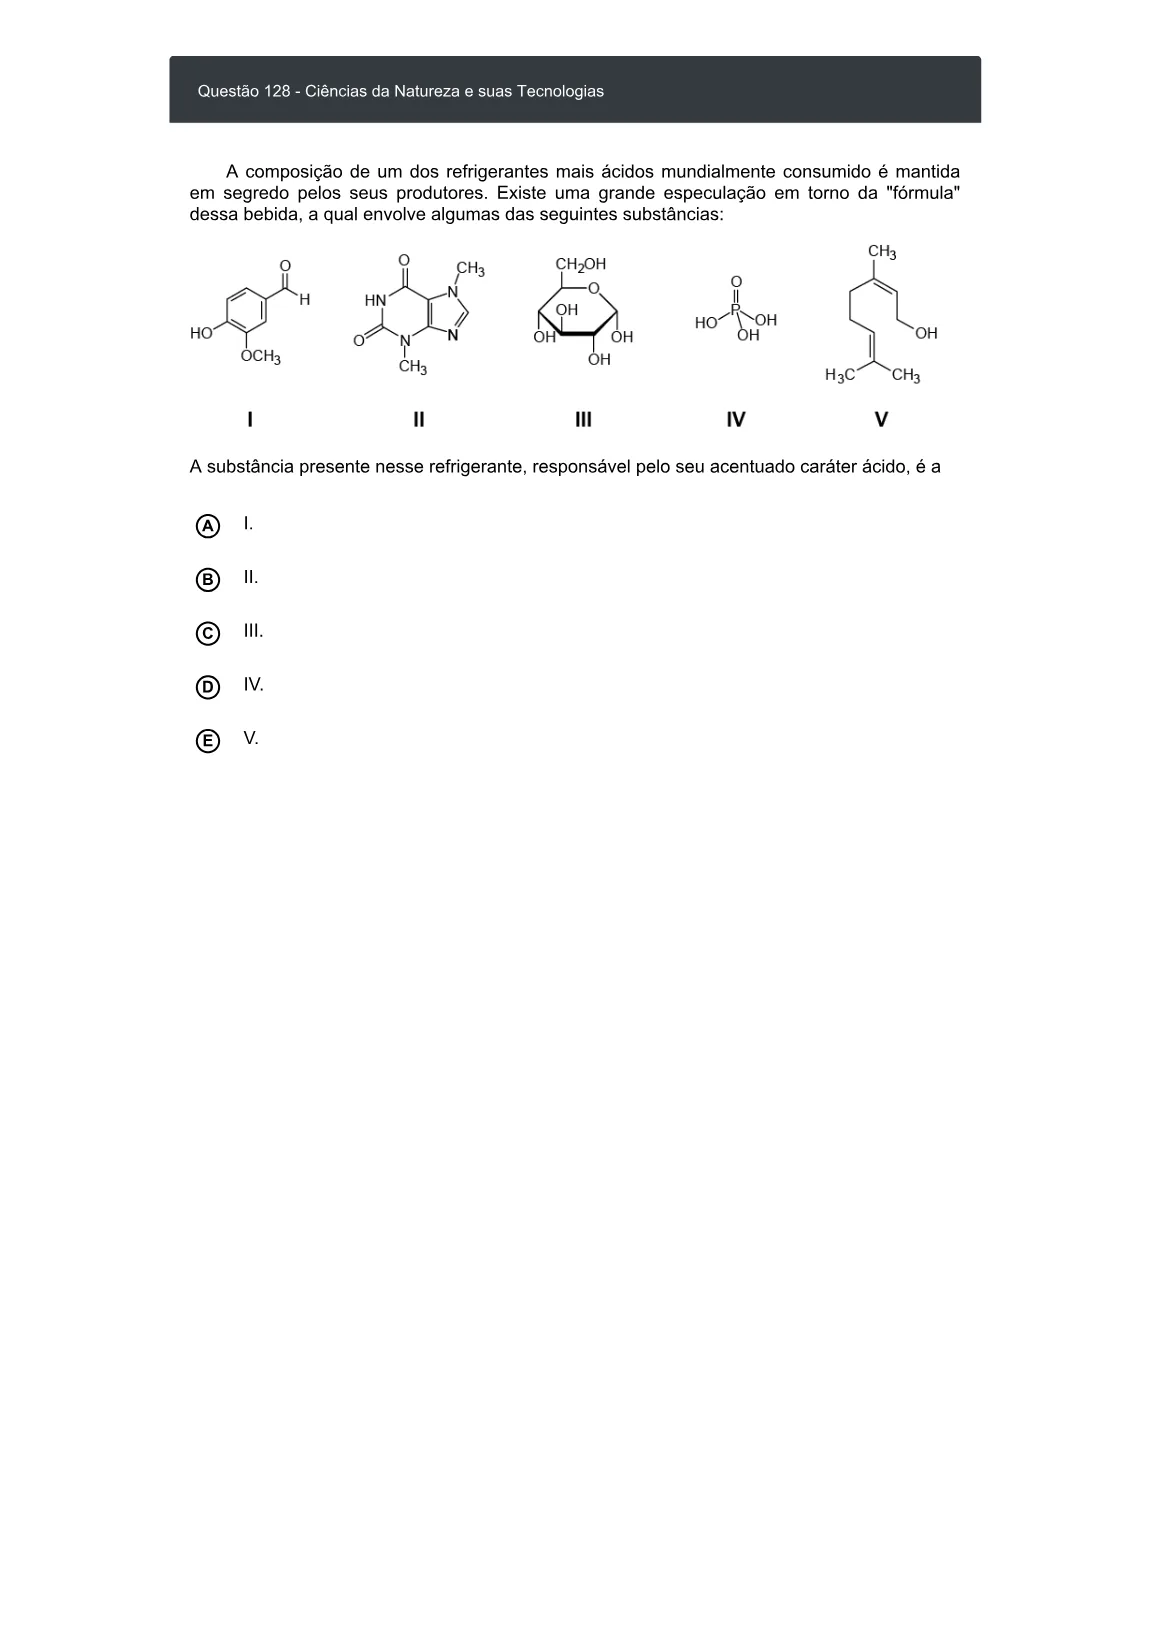 Questão 128 - Ciências da Natureza e suas Tecnologias
A composição de um dos refrigerantes mais ácidos mundialmente consumido é mantida
em segredo pelos seus produtores. Existe uma grande especulação em torno da "fórmula"
dessa bebida, a qual envolve algumas das seguintes substâncias:
O
H
HO
OCH3
O
CH3
HN
N
O
N
N
CH3
CH2OH
O
OH
OH
OH
OH
O
P
HO
OH
OH
CH3
OH
H3C
CH3
I II III IV V
A substância presente nesse refrigerante, responsável pelo seu acentuado caráter ácido, é a
A I.
B II.
C III.
D IV.
E V.